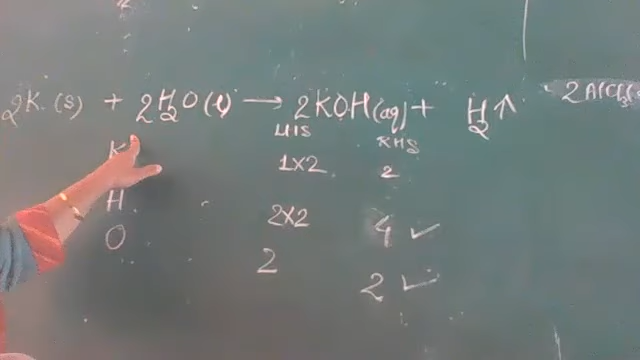 2K (s) + 2H₂O (l) → 2KOH (aq) + H₂↑
LHS RHS
K 1×2 2
H 2×2 4 ✓
O 2 2 ✓